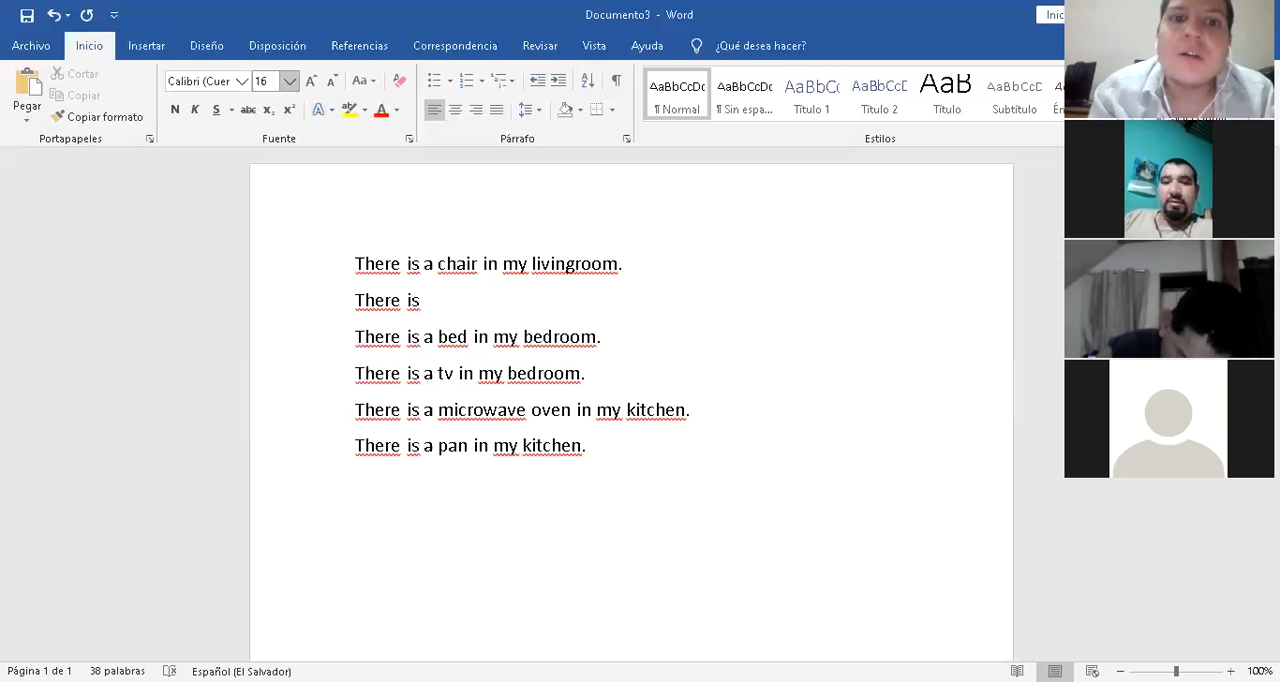 Documento3 - Word
Inic
Archivo Inicio Insertar Diseño Disposición Referencias Correspondencia Revisar Vista Ayuda ¿Qué desea hacer?
Pegar
Cortar
Copiar
Copiar formato
Portapapeles
Calibri (Cuer 16
N K S abc x₂ x²
Fuente
Párrafo
AaBbCcDc AaBbCcDc AaBbCc AaBbCcD AaB AaBbCcD
¶ Normal ¶ Sin espa... Título 1 Título 2 Título Subtítulo
Estilos
There is a chair in my livingroom.
There is
There is a bed in my bedroom.
There is a tv in my bedroom.
There is a microwave oven in my kitchen.
There is a pan in my kitchen.
Página 1 de 1 38 palabras Español (El Salvador) 100%